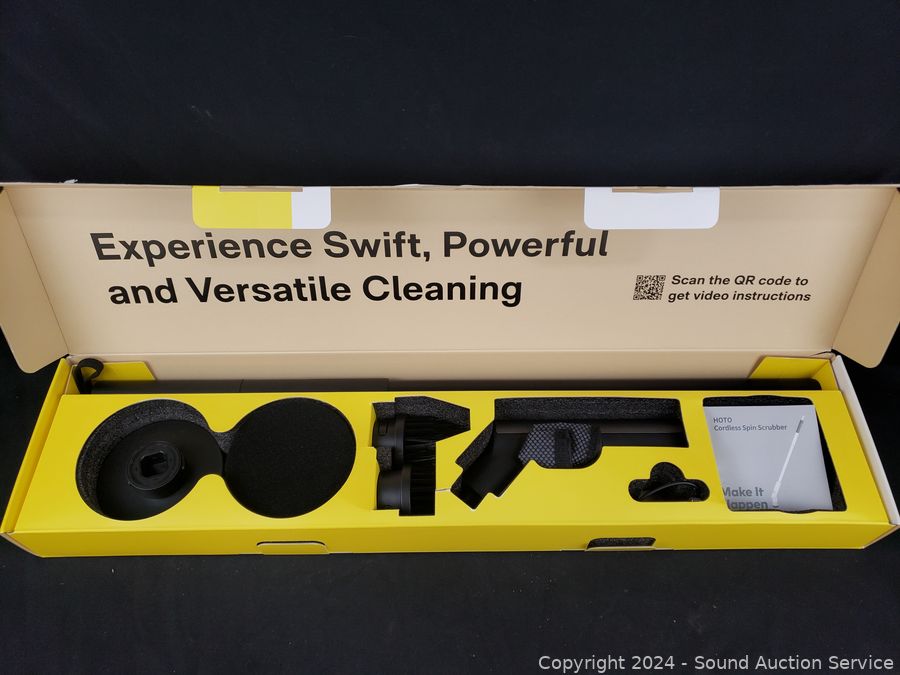 Experience Swift, Powerful
and Versatile Cleaning
Scan the QR code to
get video instructions
HOTO
Cordless Spin Scrubber
Make It
Happen
Copyright 2024 - Sound Auction Service